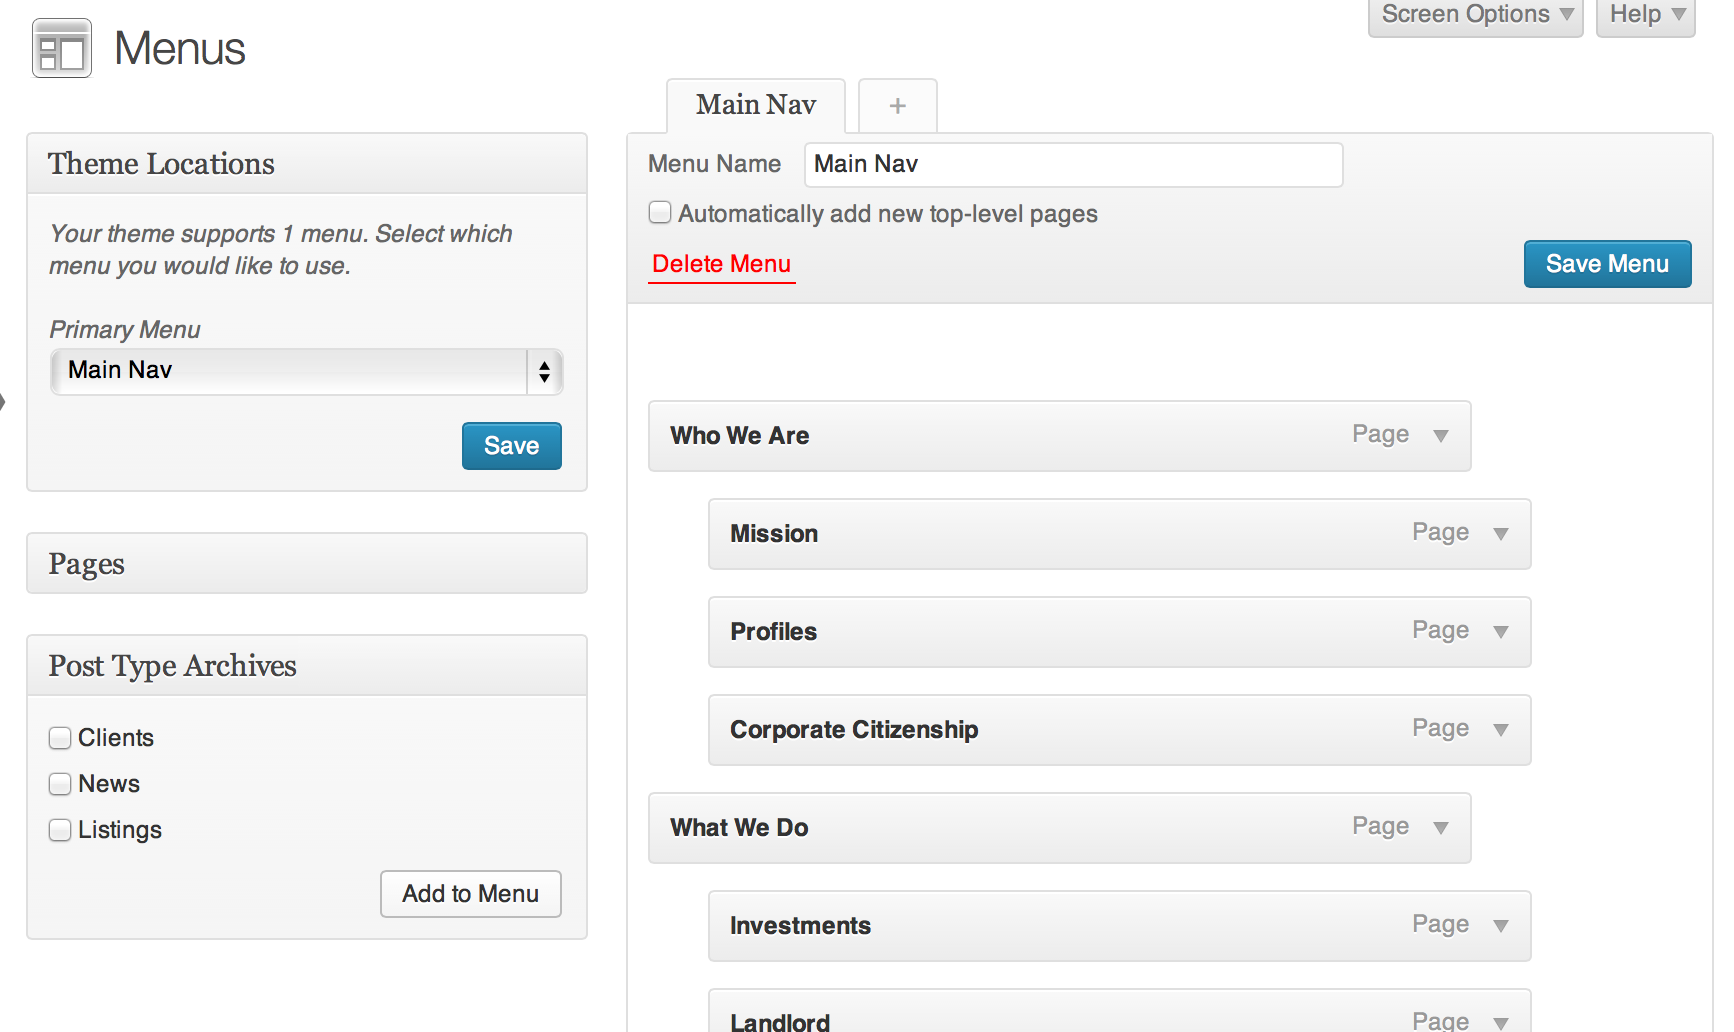 Screen Options
Help
Menus
Main Nav
+
Theme Locations
Your theme supports 1 menu. Select which
menu you would like to use.
Primary Menu
Main Nav
Save
Pages
Post Type Archives
Clients
News
Listings
Add to Menu
Menu Name Main Nav
Automatically add new top-level pages
Delete Menu
Save Menu
Who We Are Page
Mission Page
Profiles Page
Corporate Citizenship Page
What We Do Page
Investments Page
Landlord Page